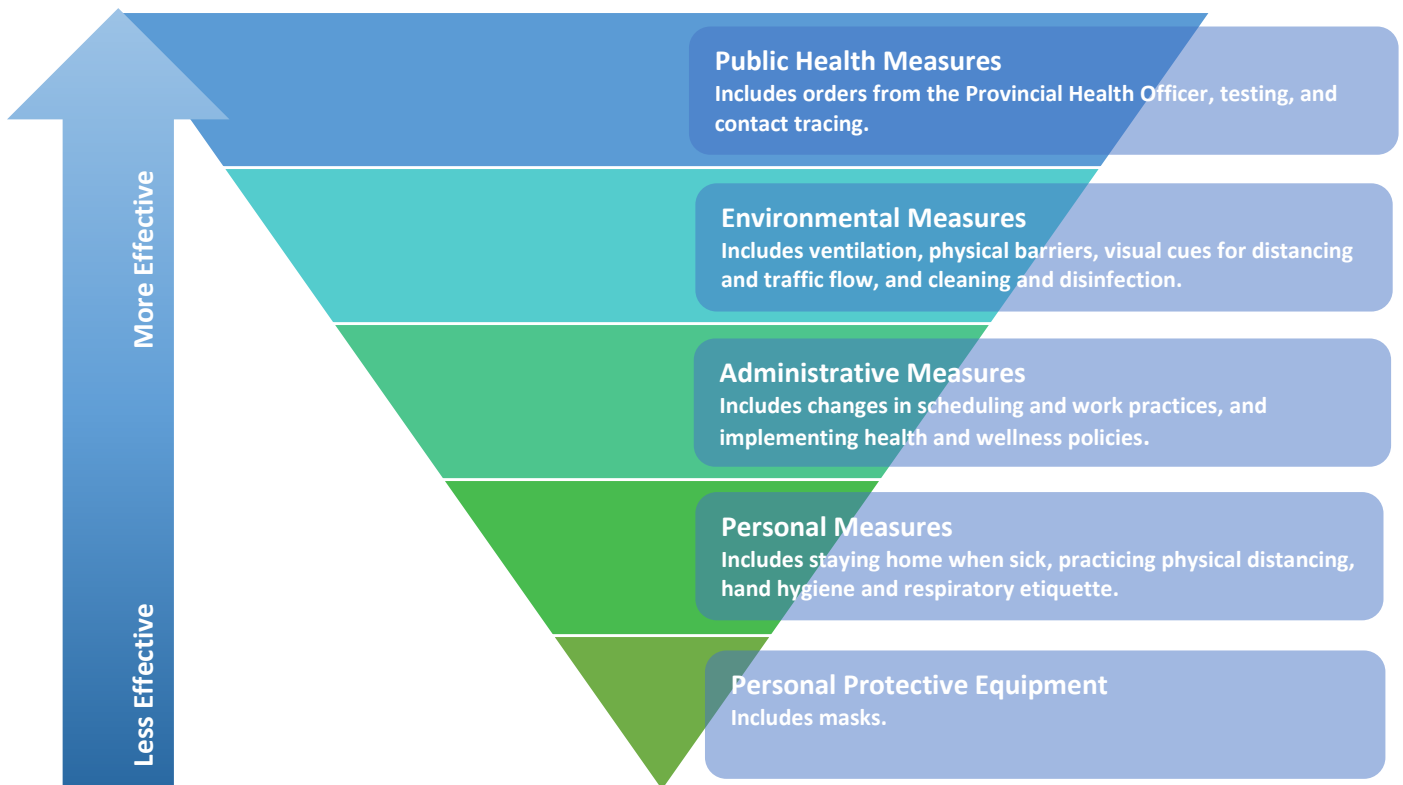 More Effective
Less Effective
Public Health Measures
Includes orders from the Provincial Health Officer, testing, and
contact tracing.
Environmental Measures
Includes ventilation, physical barriers, visual cues for distancing
and traffic flow, and cleaning and disinfection.
Administrative Measures
Includes changes in scheduling and work practices, and
implementing health and wellness policies.
Personal Measures
Includes staying home when sick, practicing physical distancing,
hand hygiene and respiratory etiquette.
Personal Protective Equipment
Includes masks.